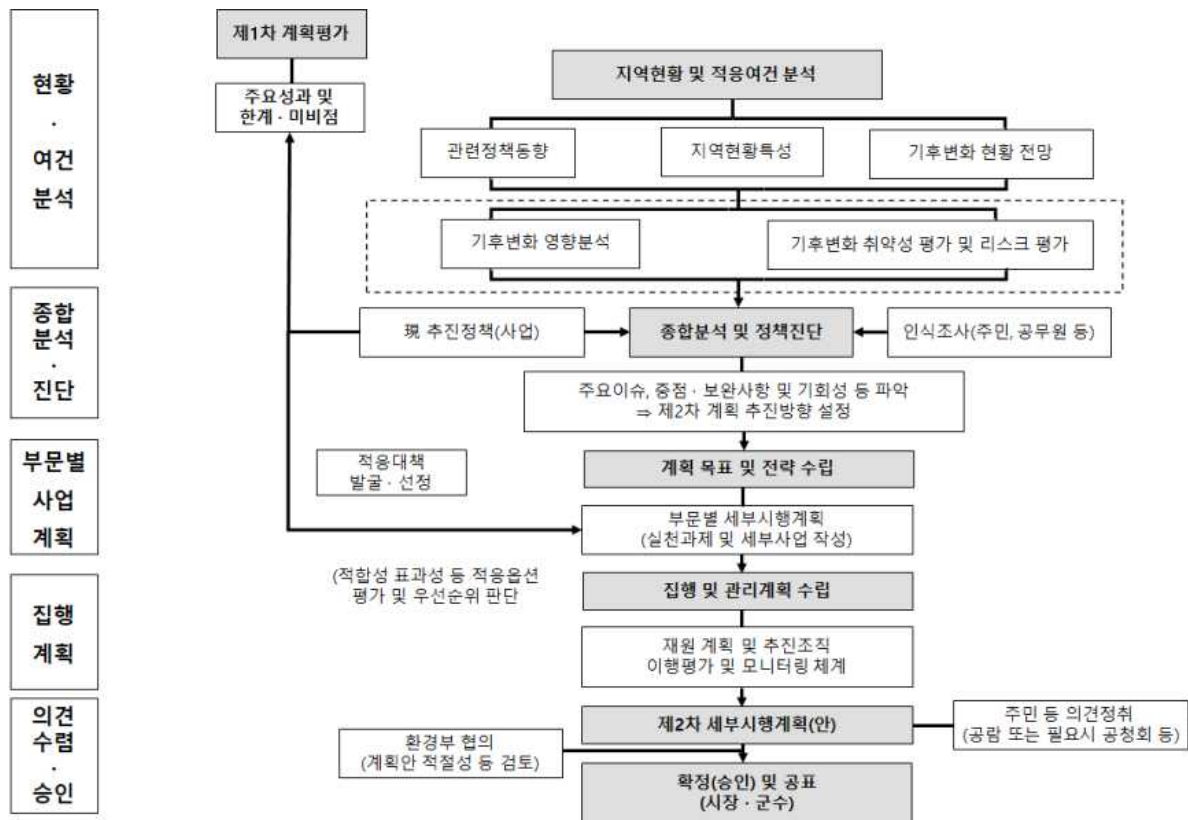 현황
·
여건
분석
제1차 계획평가
주요성과 및
한계 · 미비점
지역현황 및 적응여건 분석
관련정책동향
지역현황특성
기후변화 현황 전망
기후변화 영향분석
기후변화 취약성 평가 및 리스크 평가
종합
분석
·
진단
現 추진정책(사업)
종합분석 및 정책진단
인식조사(주민, 공무원 등)
주요이슈, 중점 · 보완사항 및 기회성 등 파악
⇒ 제2차 계획 추진방향 설정
부문별
사업
계획
적응대책
발굴 · 선정
계획 목표 및 전략 수립
부문별 세부시행계획
(실천과제 및 세부사업 작성)
집행
계획
(적합성 표과성 등 적응옵션
평가 및 우선순위 판단
집행 및 관리계획 수립
재원 계획 및 추진조직
이행평가 및 모니터링 체계
의견
수렴
·
승인
제2차 세부시행계획(안)
주민 등 의견정취
(공람 또는 필요시 공청회 등)
환경부 협의
(계획안 적절성 등 검토)
확정(승인) 및 공표
(시장 · 군수)